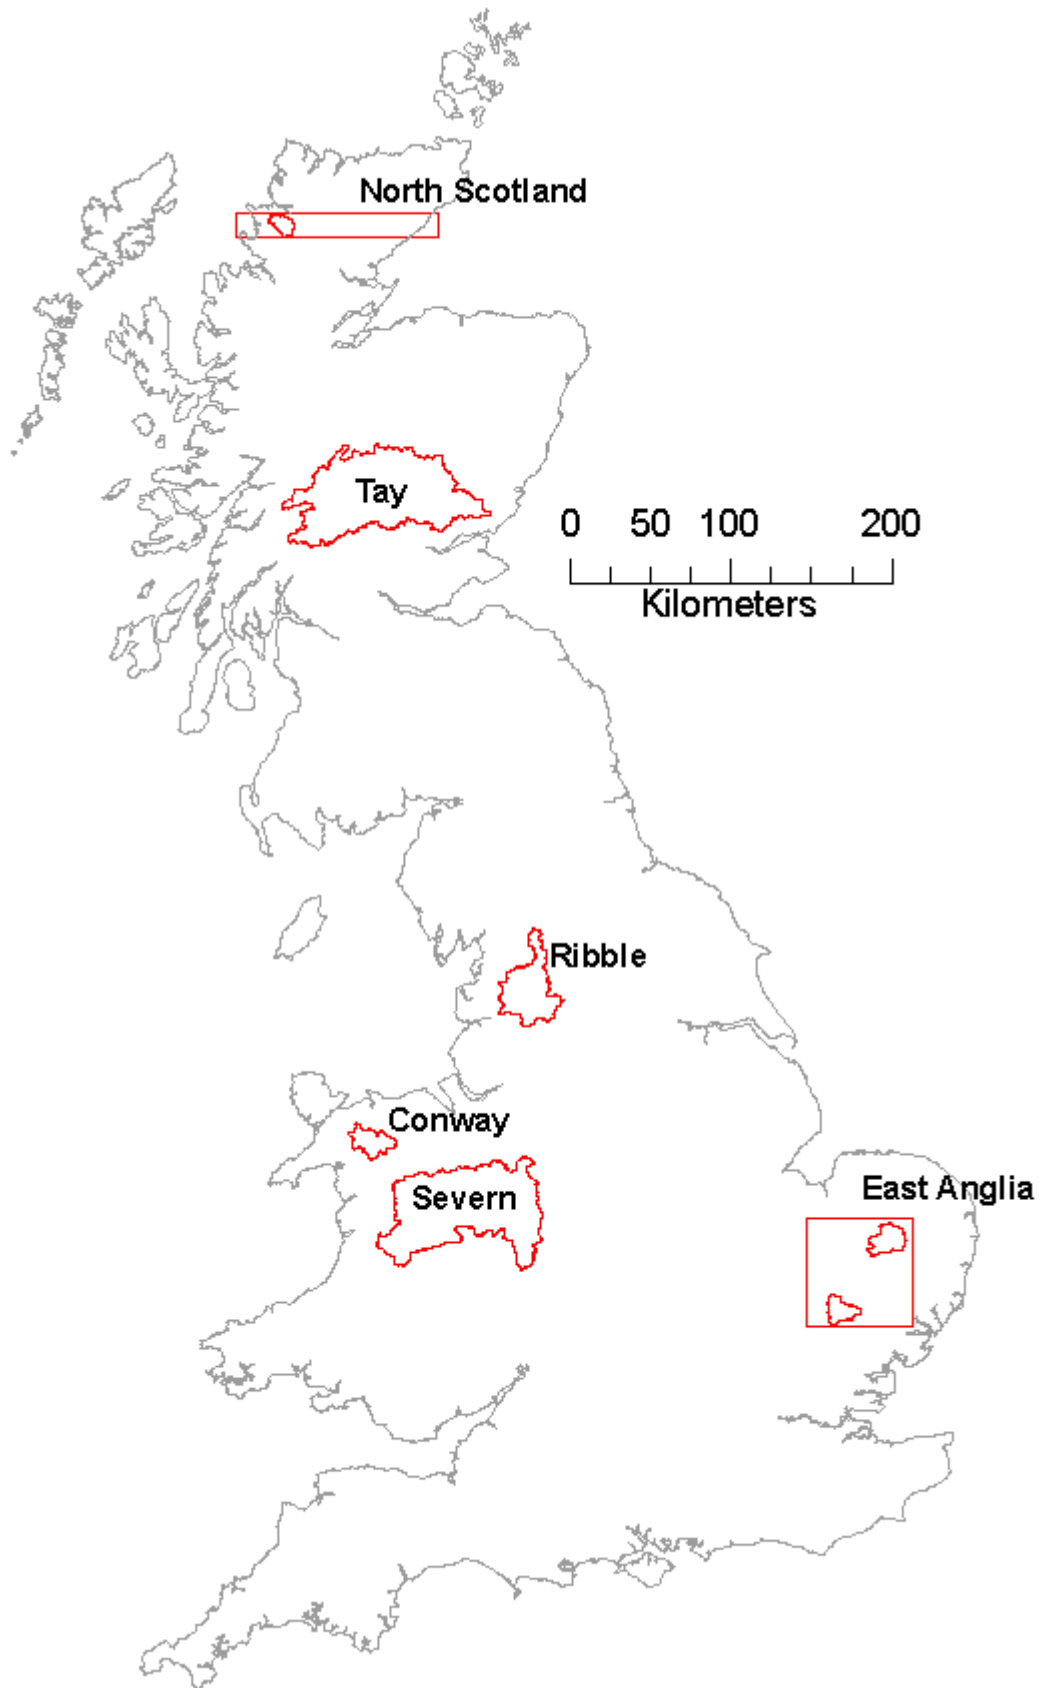 North Scotland
Tay
0 50 100 200
Kilometers
Ribble
Conway
Severn
East Anglia